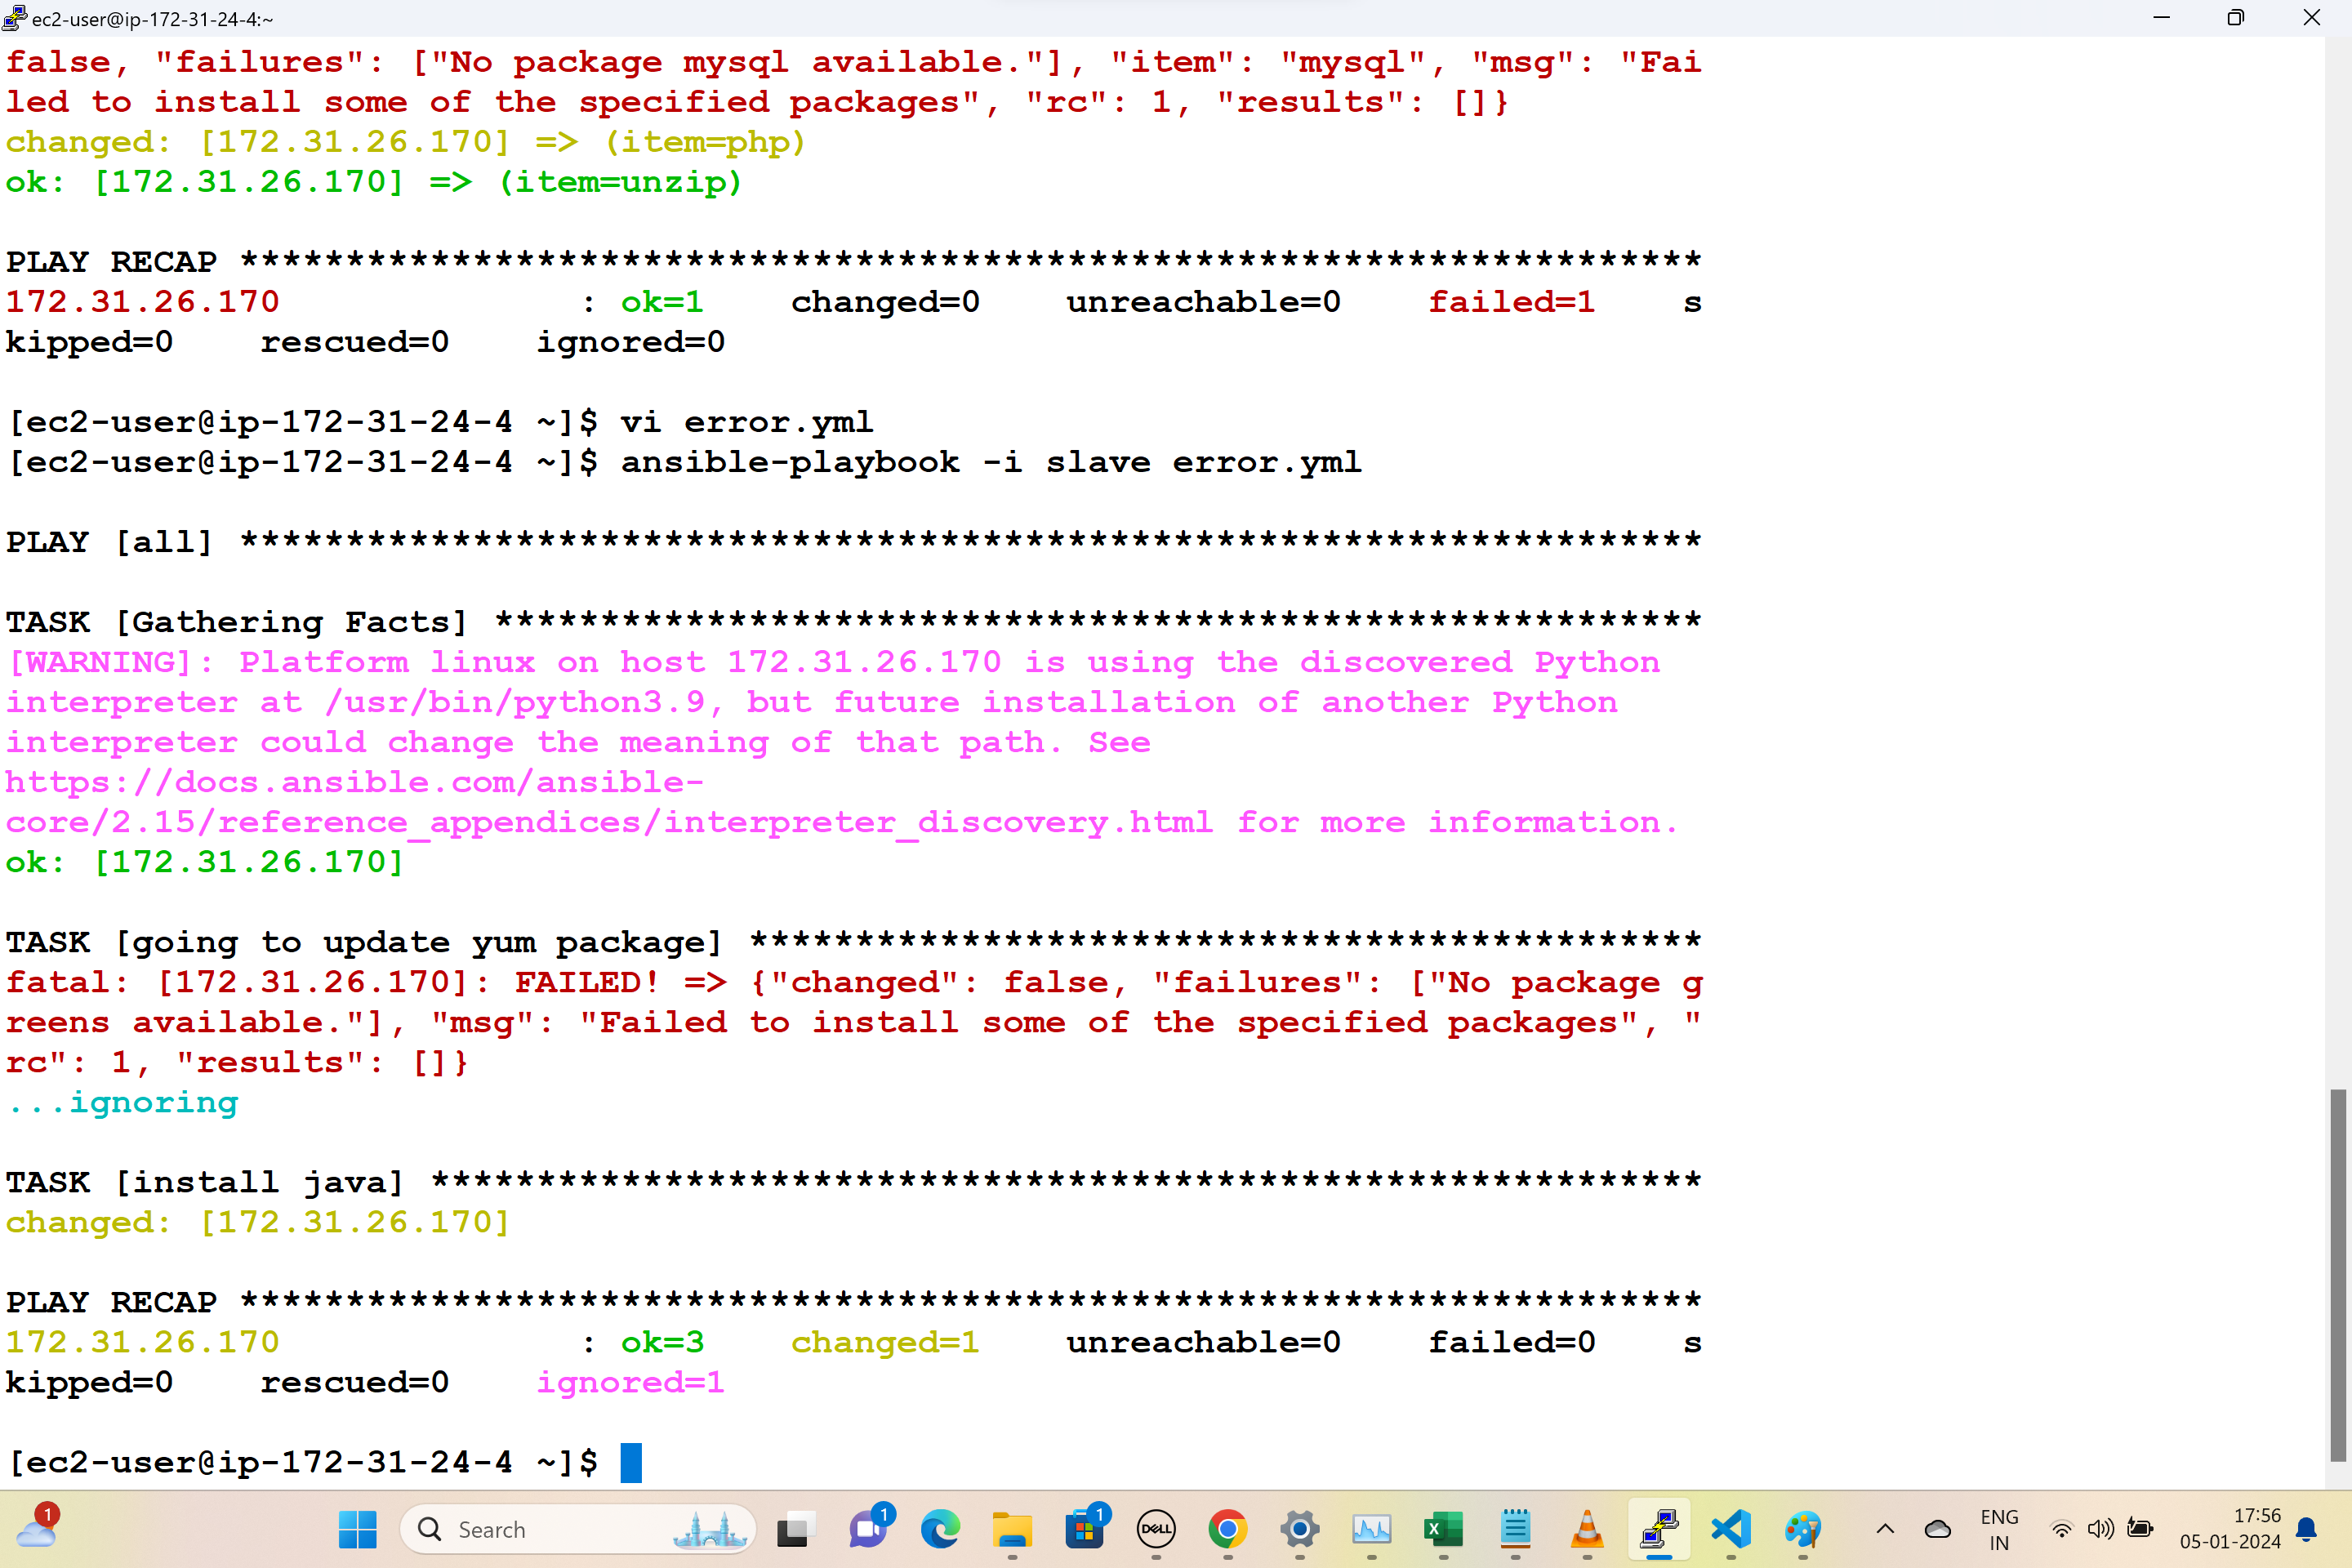 ec2-user@ip-172-31-24-4:~
false, "failures": ["No package mysql available."], "item": "mysql", "msg": "Fai
led to install some of the specified packages", "rc": 1, "results": []}
changed: [172.31.26.170] => (item=php)
ok: [172.31.26.170] => (item=unzip)
PLAY RECAP *********************************************************************
172.31.26.170              : ok=1    changed=0    unreachable=0    failed=1    s
kipped=0    rescued=0    ignored=0
[ec2-user@ip-172-31-24-4 ~]$ vi error.yml
[ec2-user@ip-172-31-24-4 ~]$ ansible-playbook -i slave error.yml
PLAY [all] *********************************************************************
TASK [Gathering Facts] *********************************************************
[WARNING]: Platform linux on host 172.31.26.170 is using the discovered Python
interpreter at /usr/bin/python3.9, but future installation of another Python
interpreter could change the meaning of that path. See
https://docs.ansible.com/ansible-
core/2.15/reference_appendices/interpreter_discovery.html for more information.
ok: [172.31.26.170]
TASK [going to update yum package] *********************************************
fatal: [172.31.26.170]: FAILED! => {"changed": false, "failures": ["No package g
reens available."], "msg": "Failed to install some of the specified packages", "
rc": 1, "results": []}
...ignoring
TASK [install java] ************************************************************
changed: [172.31.26.170]
PLAY RECAP *********************************************************************
172.31.26.170              : ok=3    changed=1    unreachable=0    failed=0    s
kipped=0    rescued=0    ignored=1
[ec2-user@ip-172-31-24-4 ~]$
1
Search
1
1
DELL
X
ENG
IN
17:56
05-01-2024